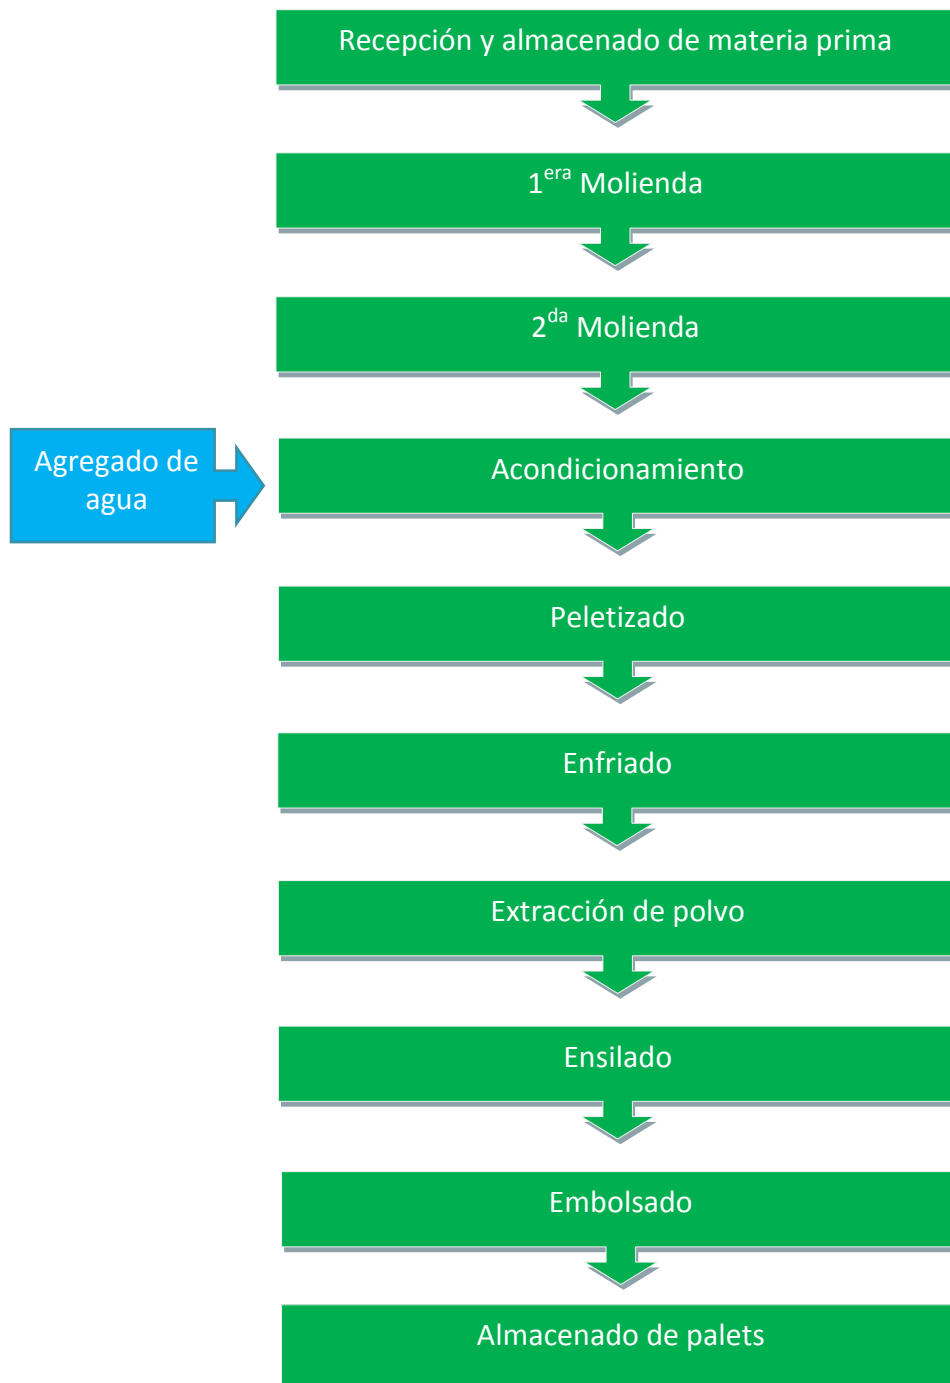 Recepción y almacenado de materia prima
1era Molienda
2da Molienda
Agregado de
agua
Acondicionamiento
Peletizado
Enfriado
Extracción de polvo
Ensilado
Embolsado
Almacenado de palets